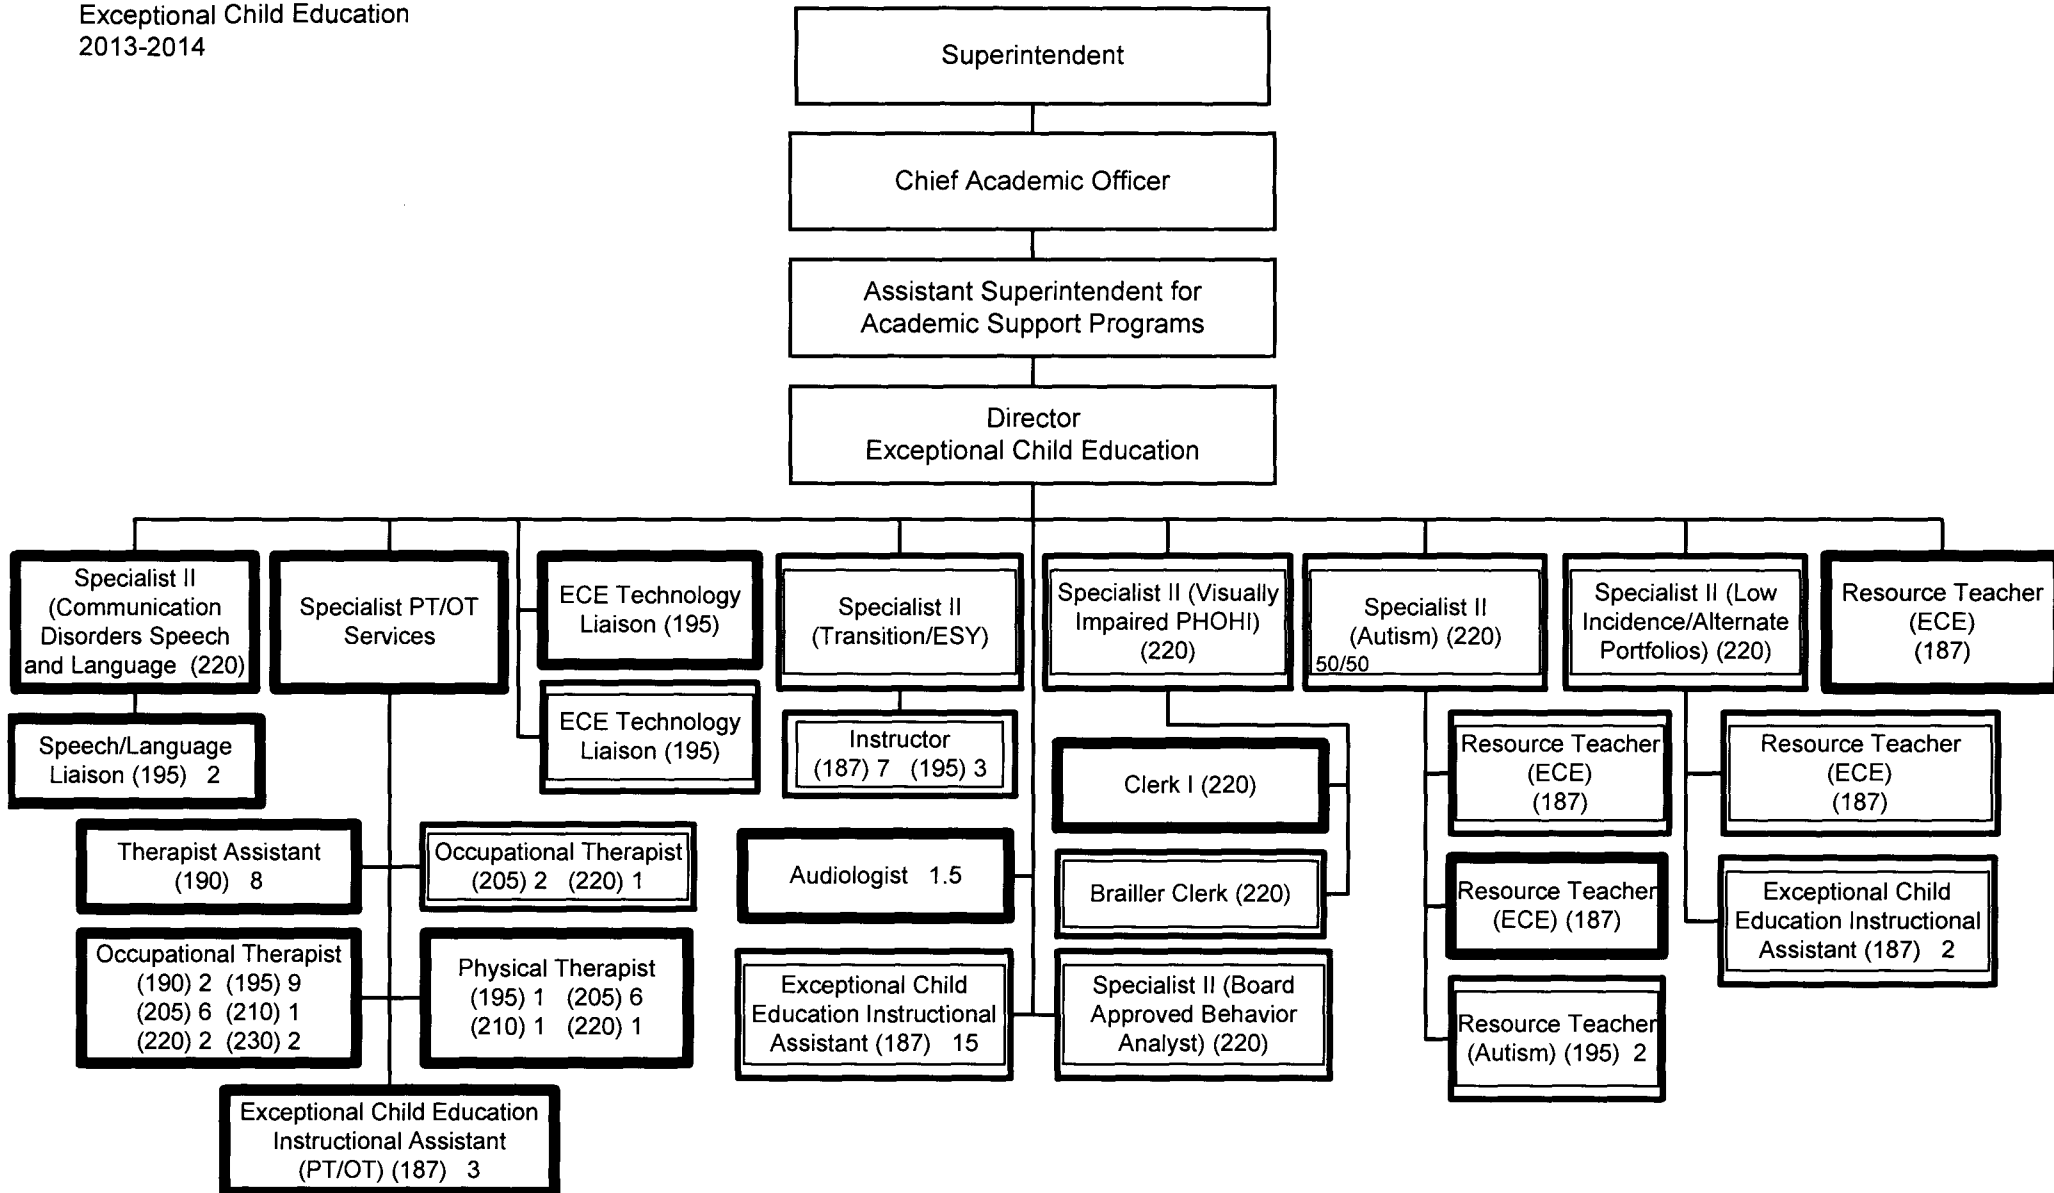 Exceptional Child Education
2013-2014
Superintendent
Chief Academic Officer
Assistant Superintendent for
Academic Support Programs
Director
Exceptional Child Education
Specialist II
(Communication
Disorders Speech
and Language (220)
Specialist PT/OT
Services
ECE Technology
Liaison (195)
ECE Technology
Liaison (195)
Specialist II
(Transition/ESY)
Specialist II (Visually
Impaired PHOHI)
(220)
Specialist II
(Autism) (220)
50/50
Specialist II (Low
Incidence/Alternate
Portfolios) (220)
Resource Teacher
(ECE)
(187)
Speech/Language
Liaison (195) 2
Instructor
(187) 7 (195) 3
Clerk I (220)
Resource Teacher
(ECE)
(187)
Resource Teacher
(ECE)
(187)
Therapist Assistant
(190) 8
Occupational Therapist
(205) 2 (220) 1
Audiologist 1.5
Brailler Clerk (220)
Resource Teacher
(ECE) (187)
Exceptional Child
Education Instructional
Assistant (187) 2
Occupational Therapist
(190) 2 (195) 9
(205) 6 (210) 1
(220) 2 (230) 2
Physical Therapist
(195) 1 (205) 6
(210) 1 (220) 1
Exceptional Child
Education Instructional
Assistant (187) 15
Specialist II (Board
Approved Behavior
Analyst) (220)
Resource Teacher
(Autism) (195) 2
Exceptional Child Education
Instructional Assistant
(PT/OT) (187) 3